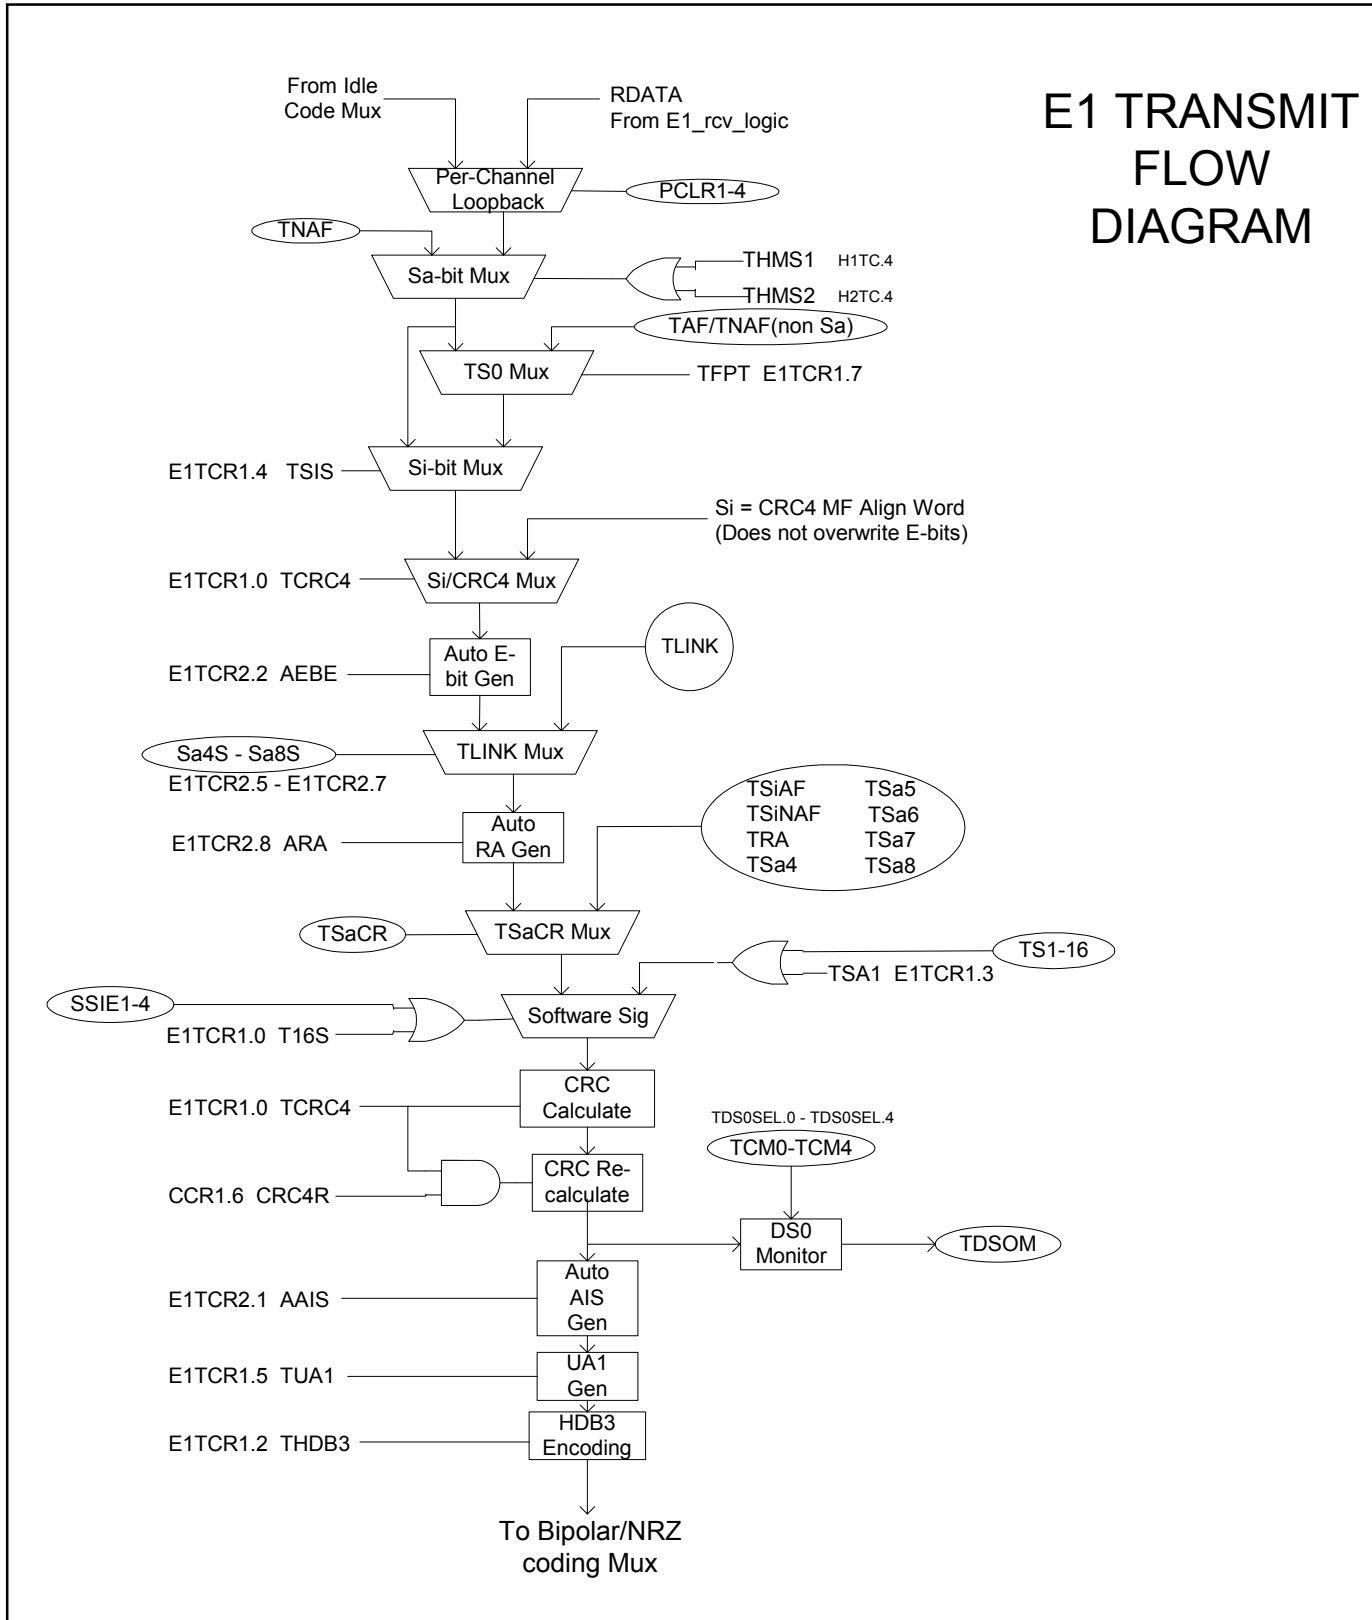 E1 TRANSMIT
FLOW
DIAGRAM
From Idle
Code Mux
RDATA
From E1_rcv_logic
Per-Channel
Loopback
PCLR1-4
TNAF
Sa-bit Mux
THMS1 H1TC.4
THMS2 H2TC.4
TAF/TNAF(non Sa)
TS0 Mux
TFPT E1TCR1.7
E1TCR1.4 TSIS
Si-bit Mux
Si = CRC4 MF Align Word
(Does not overwrite E-bits)
E1TCR1.0 TCRC4
Si/CRC4 Mux
TLINK
Auto E-
bit Gen
E1TCR2.2 AEBE
Sa4S - Sa8S
E1TCR2.5 - E1TCR2.7
TLINK Mux
TSiAF TSa5
TSiNAF TSa6
TRA TSa7
TSa4 TSa8
Auto
RA Gen
E1TCR2.8 ARA
TSaCR
TSaCR Mux
TS1-16
TSA1 E1TCR1.3
SSIE1-4
E1TCR1.0 T16S
Software Sig
CRC
Calculate
E1TCR1.0 TCRC4
TDS0SEL.0 - TDS0SEL.4
TCM0-TCM4
CCR1.6 CRC4R
CRC Re-
calculate
DS0
Monitor
TDSOM
E1TCR2.1 AAIS
Auto
AIS
Gen
E1TCR1.5 TUA1
UA1
Gen
E1TCR1.2 THDB3
HDB3
Encoding
To Bipolar/NRZ
coding Mux